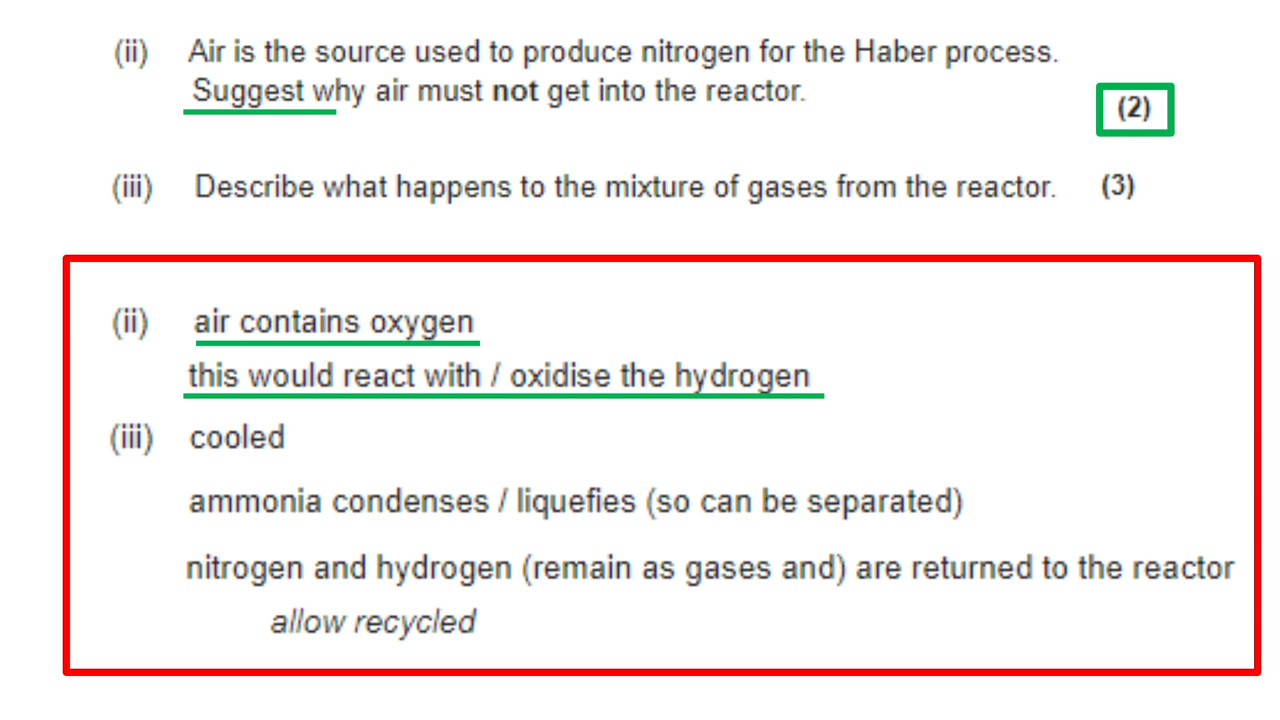 (ii) Air is the source used to produce nitrogen for the Haber process.
Suggest why air must not get into the reactor.
(2)
(iii) Describe what happens to the mixture of gases from the reactor. (3)
(ii) air contains oxygen
this would react with / oxidise the hydrogen
(iii) cooled
ammonia condenses / liquefies (so can be separated)
nitrogen and hydrogen (remain as gases and) are returned to the reactor
allow recycled